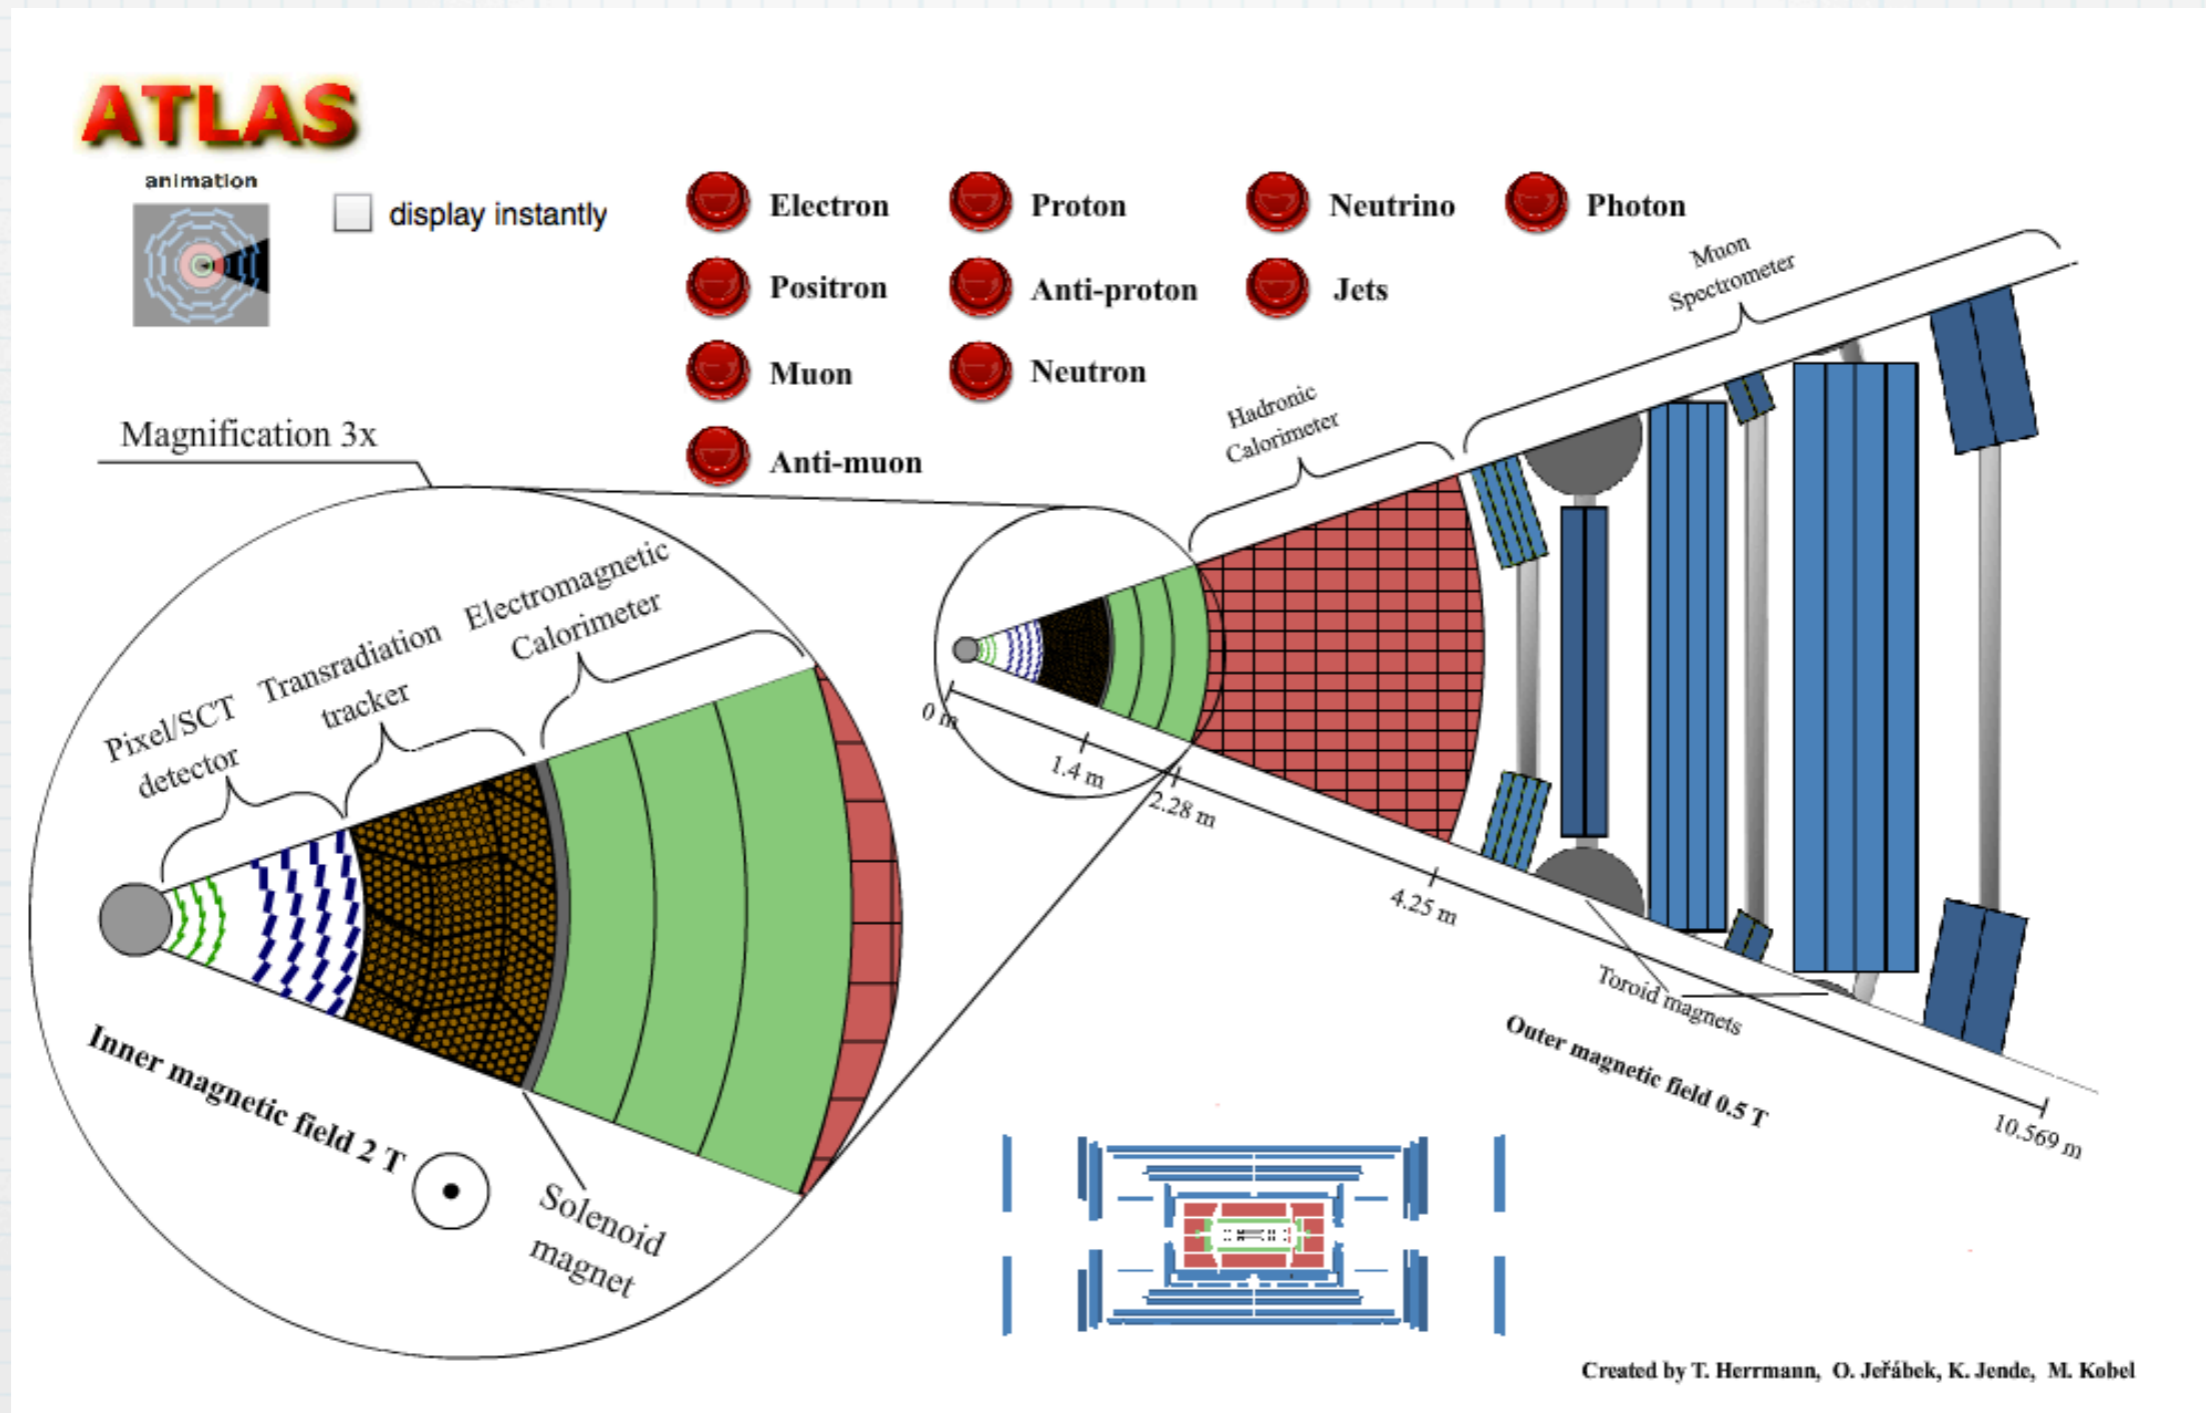 ATLAS
animation
display instantly
Electron
Proton
Neutrino
Photon
Positron
Anti-proton
Jets
Muon
Neutron
Anti-muon
Magnification 3x
Muon
Spectrometer
Hadronic
Calorimeter
Electromagnetic
Calorimeter
Transradiation
tracker
Pixel/SCT
detector
0 m
1.4 m
2.28 m
4.25 m
10.569 m
Toroid magnets
Outer magnetic field 0.5 T
Inner magnetic field 2 T
Solenoid
magnet
Created by T. Herrmann, O. Jeřábek, K. Jende, M. Kobel